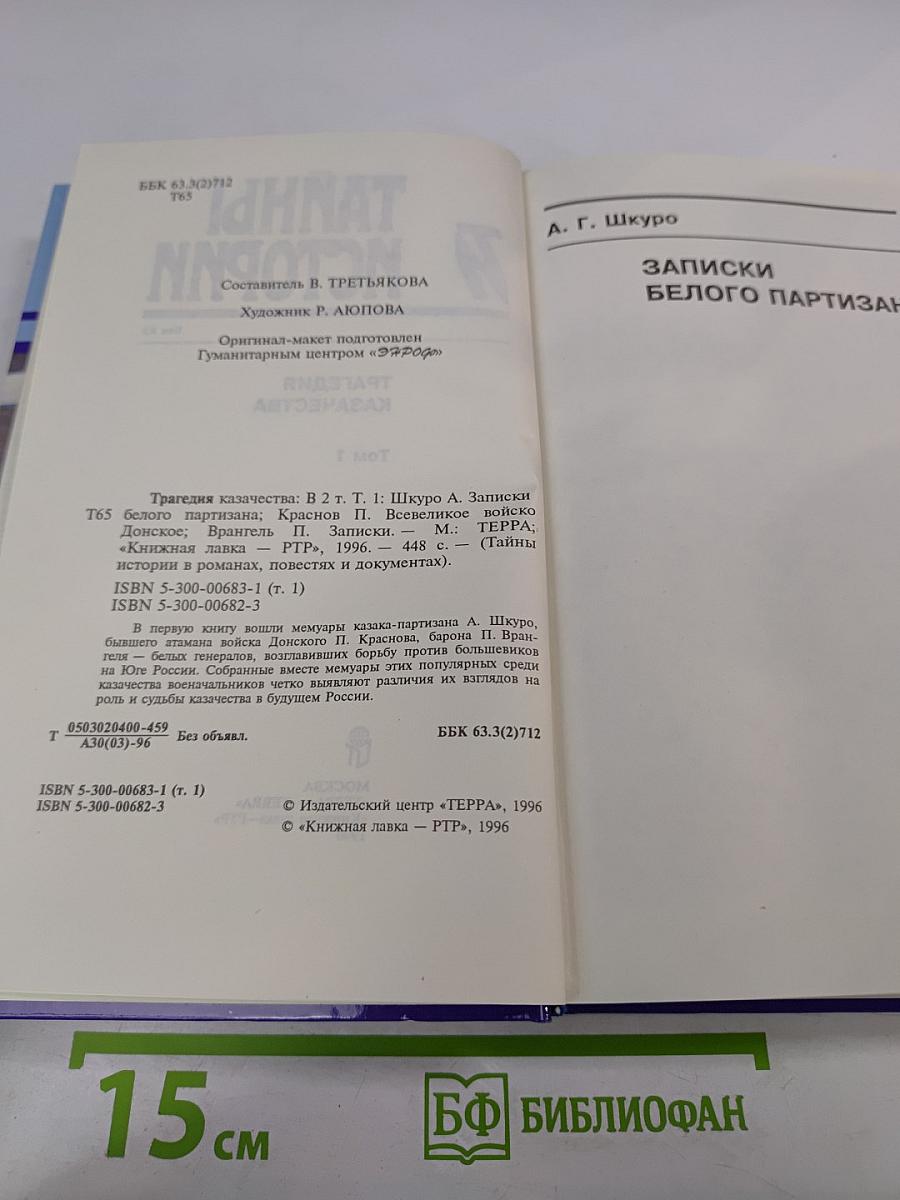 ББК 63.3(2)712
Т65
Составитель В. ТРЕТЬЯКОВА
Художник Р. АЮПОВА
Оригинал-макет подготовлен
Гуманитарным центром «ЭНРОФ»
Трагедия казачества: В 2 т. Т. 1: Шкуро А. Записки
Т65 белого партизана; Краснов П. Всевеликое войско
Донское; Врангель П. Записки. — М.: ТЕРРА;
«Книжная лавка — РТР», 1996. — 448 с. — (Тайны
истории в романах, повестях и документах).
ISBN 5-300-00683-1 (т. 1)
ISBN 5-300-00682-3
В первую книгу вошли мемуары казака-партизана А. Шкуро,
бывшего атамана войска Донского П. Краснова, барона П. Вран-
геля — белых генералов, возглавивших борьбу против большевиков
на Юге России. Собранные вместе мемуары этих популярных среди
казачества военачальников четко выявляют различия их взглядов на
роль и судьбы казачества в будущем России.
Т 0503020400-459 Без объявл.
А30(03)-96
ББК 63.3(2)712
ISBN 5-300-00683-1 (т. 1)
ISBN 5-300-00682-3
© Издательский центр «ТЕРРА», 1996
© «Книжная лавка — РТР», 1996
А. Г. Шкуро
ЗАПИСКИ
БЕЛОГО ПАРТИЗАН
ТАЙНЫ
ИСТОРИИ
ТРАГЕДИЯ
КАЗАЧЕСТВА
Том 1
МОСКВА
15 см
БФ БИБЛИОФАН